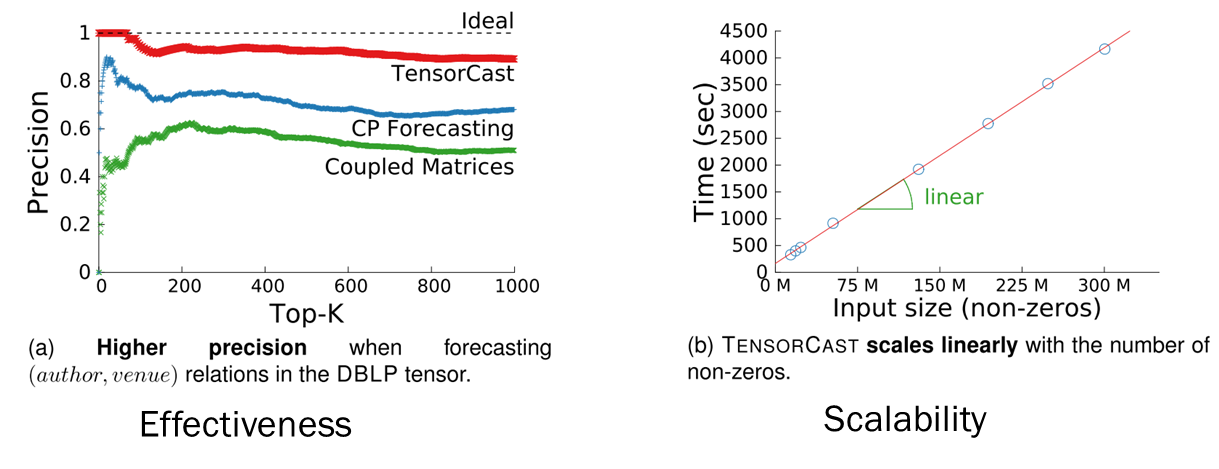 Ideal
1
TensorCast
0.8
CP Forecasting
0.6
Coupled Matrices
0.4
0.2
0
Precision
0 200 400 600 800 1000
Top-K
(a) Higher precision when forecasting
(author, venue) relations in the DBLP tensor.
Effectiveness
4500
4000
3500
3000
2500
2000
1500
1000
500
0
Time (sec)
linear
0 M 75 M 150 M 225 M 300 M
Input size (non-zeros)
(b) TENSORCAST scales linearly with the number of
non-zeros.
Scalability